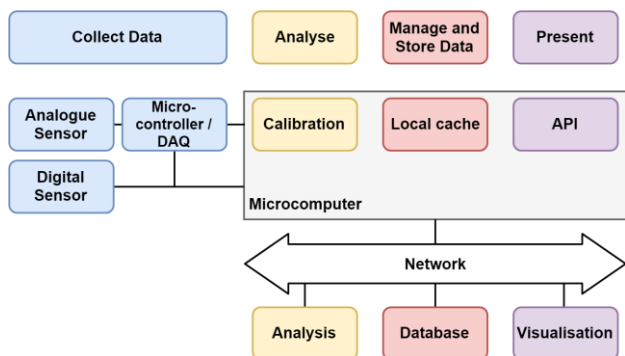 Collect Data
Analyse
Manage and
Store Data
Present
Analogue
Sensor
Micro-
controller /
DAQ
Calibration
Local cache
API
Digital
Sensor
Microcomputer
Network
Analysis
Database
Visualisation